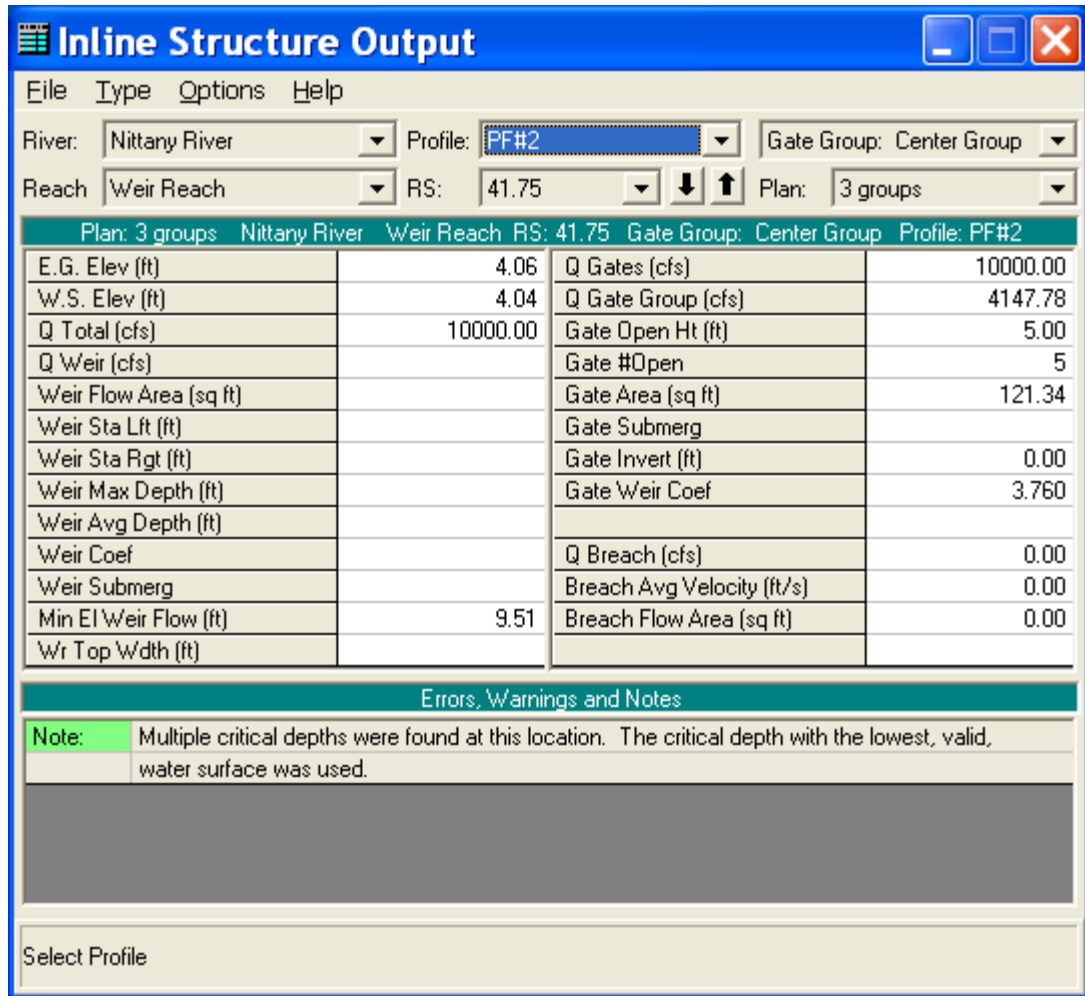 Inline Structure Output
File Type Options Help
River: Nittany River Profile: PF#2 Gate Group: Center Group
Reach Weir Reach RS: 41.75 Plan: 3 groups
Plan: 3 groups Nittany River Weir Reach RS: 41.75 Gate Group: Center Group Profile: PF#2
E.G. Elev (ft) 4.06 Q Gates (cfs) 10000.00
W.S. Elev (ft) 4.04 Q Gate Group (cfs) 4147.78
Q Total (cfs) 10000.00 Gate Open Ht (ft) 5.00
Q Weir (cfs) Gate #Open 5
Weir Flow Area (sq ft) Gate Area (sq ft) 121.34
Weir Sta Lft (ft) Gate Submerg
Weir Sta Rgt (ft) Gate Invert (ft) 0.00
Weir Max Depth (ft) Gate Weir Coef 3.760
Weir Avg Depth (ft)
Weir Coef Q Breach (cfs) 0.00
Weir Submerg Breach Avg Velocity (ft/s) 0.00
Min El Weir Flow (ft) 9.51 Breach Flow Area (sq ft) 0.00
Wr Top Wdth (ft)
Errors, Warnings and Notes
Note: Multiple critical depths were found at this location. The critical depth with the lowest, valid,
water surface was used.
Select Profile